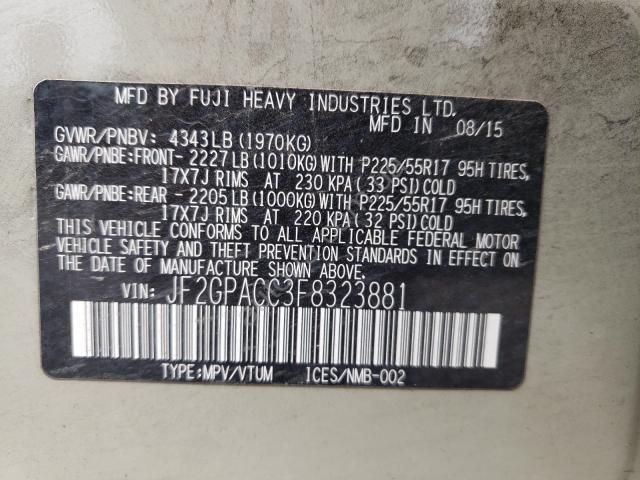 MFD BY FUJI HEAVY INDUSTRIES LTD.
MFD IN 08/15
GVWR/PNBV: 4343LB (1970KG)
GAWR/PNBE:FRONT- 2227LB (1010KG) WITH P225/55R17 95H TIRES,
17X7J RIMS AT 230 KPA (33 PSI) COLD
GAWR/PNBE:REAR - 2205LB (1000KG) WITH P225/55R17 95H TIRES,
17X7J RIMS AT 220 KPA (32 PSI) COLD
THIS VEHICLE CONFORMS TO ALL APPLICABLE FEDERAL MOTOR
VEHICLE SAFETY AND THEFT PREVENTION STANDARDS IN EFFECT ON
THE DATE OF MANUFACTURE SHOWN ABOVE.
VIN: JF2GPACC3F8323881
TYPE:MPV/VTUM ICES/NMB-002